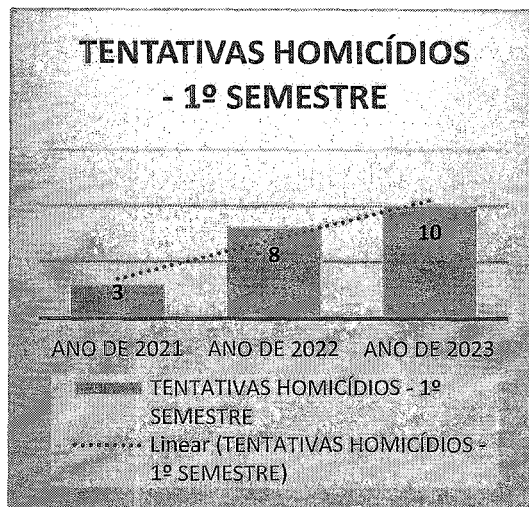 TENTATIVAS HOMICÍDIOS
- 1º SEMESTRE
3
8
10
ANO DE 2021 ANO DE 2022 ANO DE 2023
TENTATIVAS HOMICÍDIOS - 1º
SEMESTRE
Linear (TENTATIVAS HOMICÍDIOS -
1º SEMESTRE)